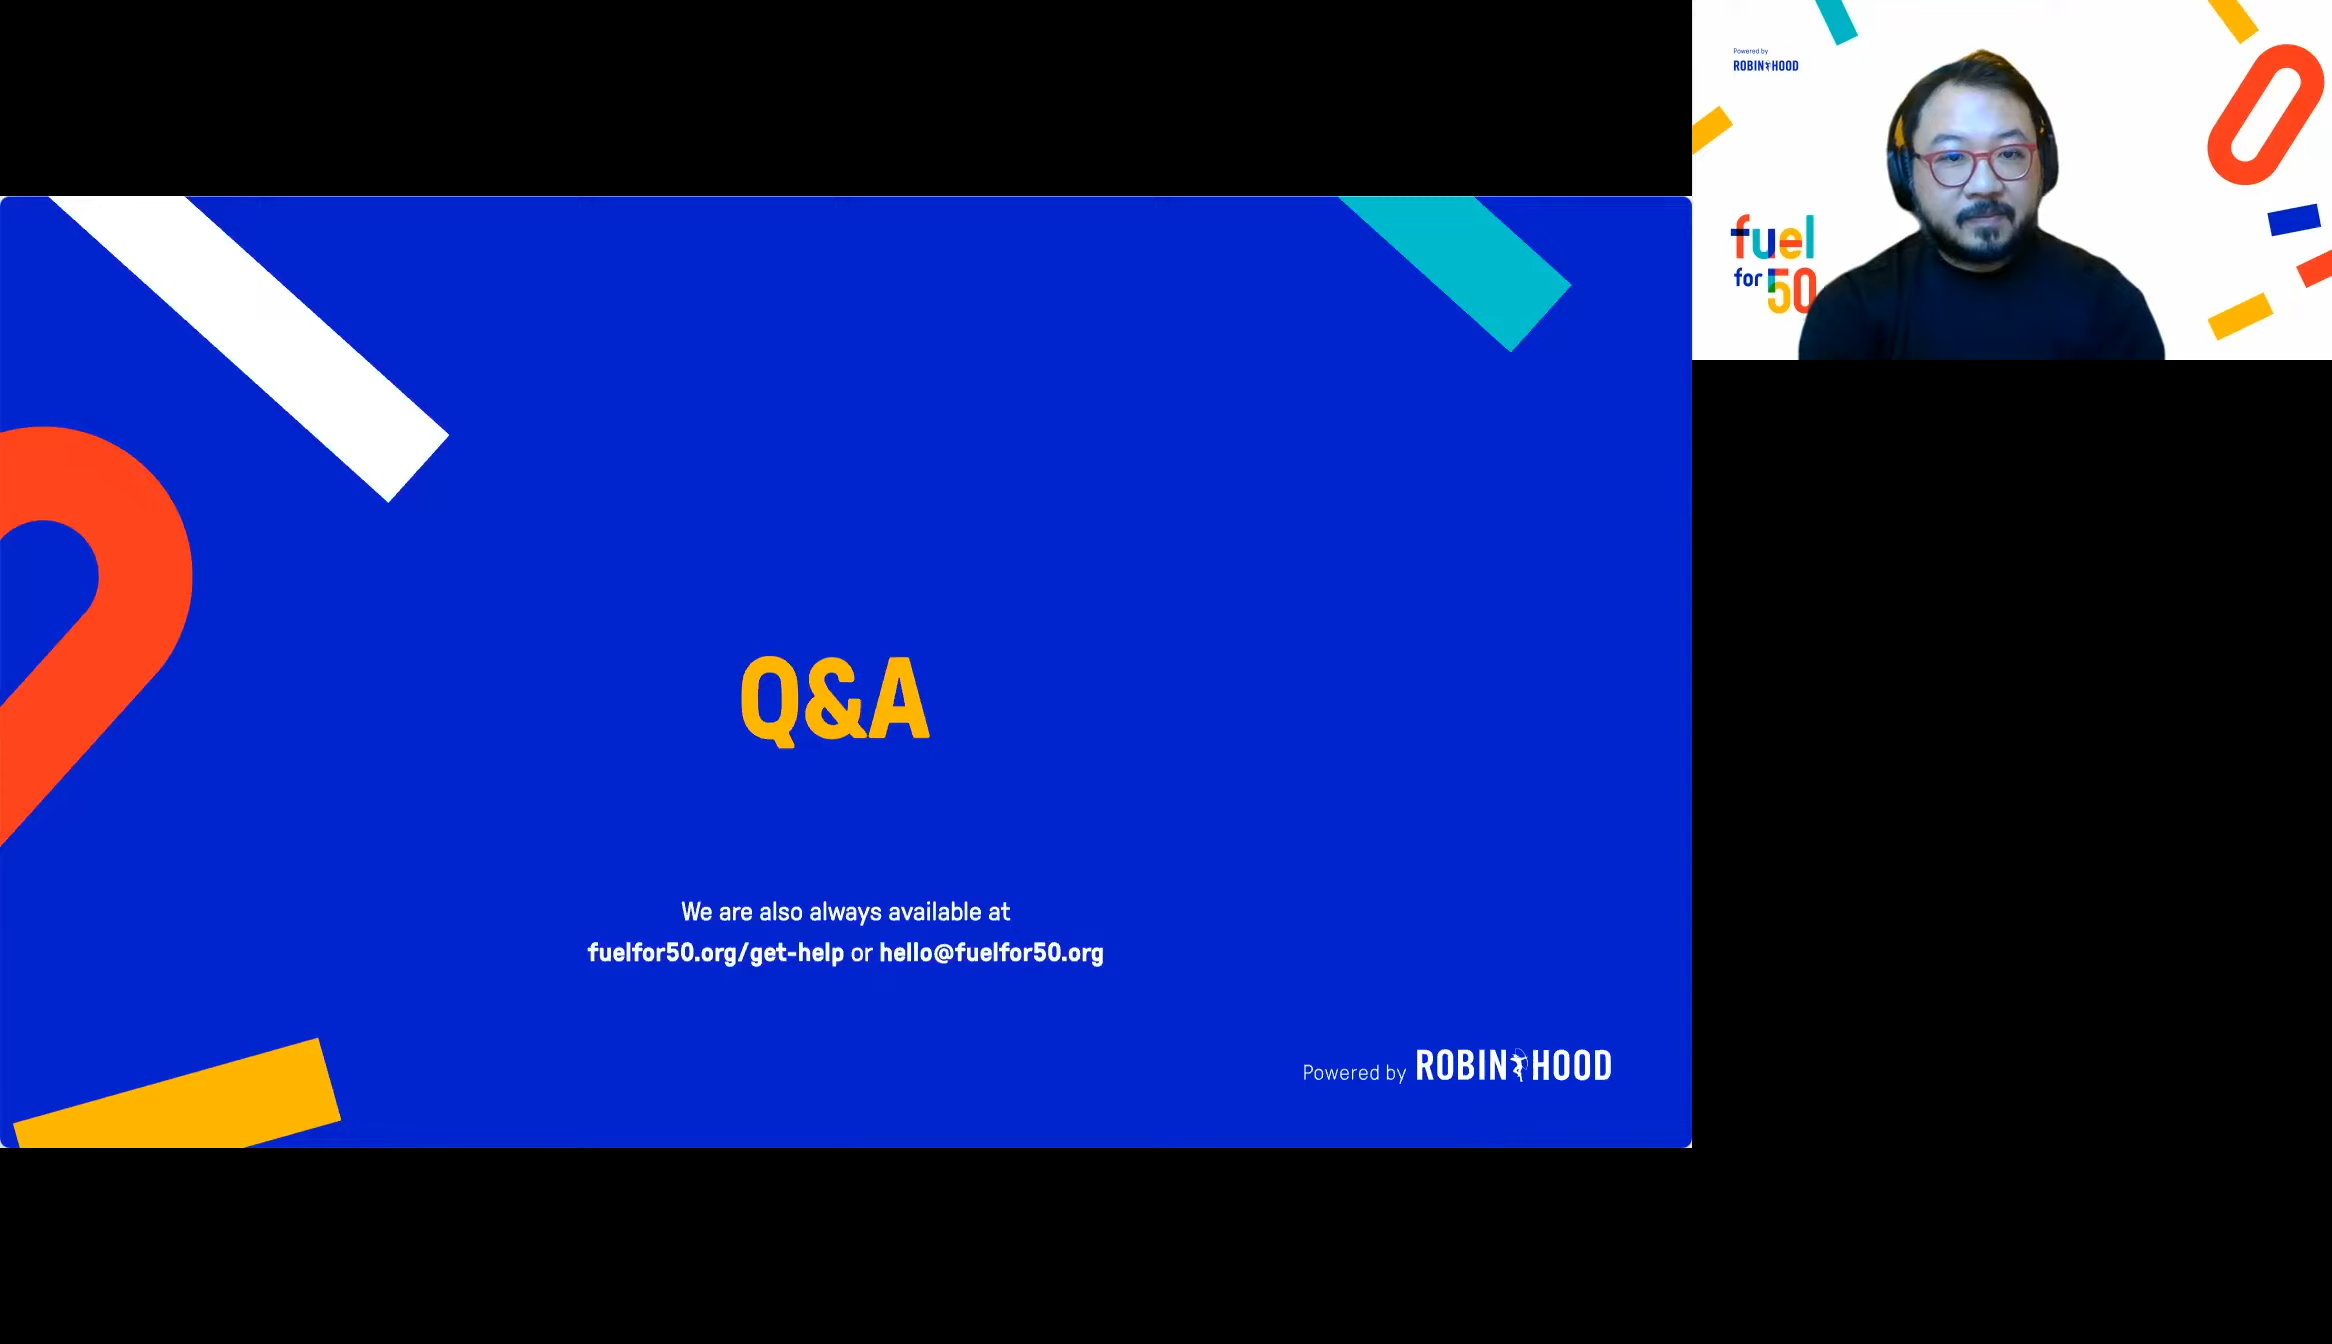 Q&A
We are also always available at
fuelfor50.org/get-help or hello@fuelfor50.org
Powered by ROBIN HOOD
Powered by
ROBIN HOOD
fuel
for 50